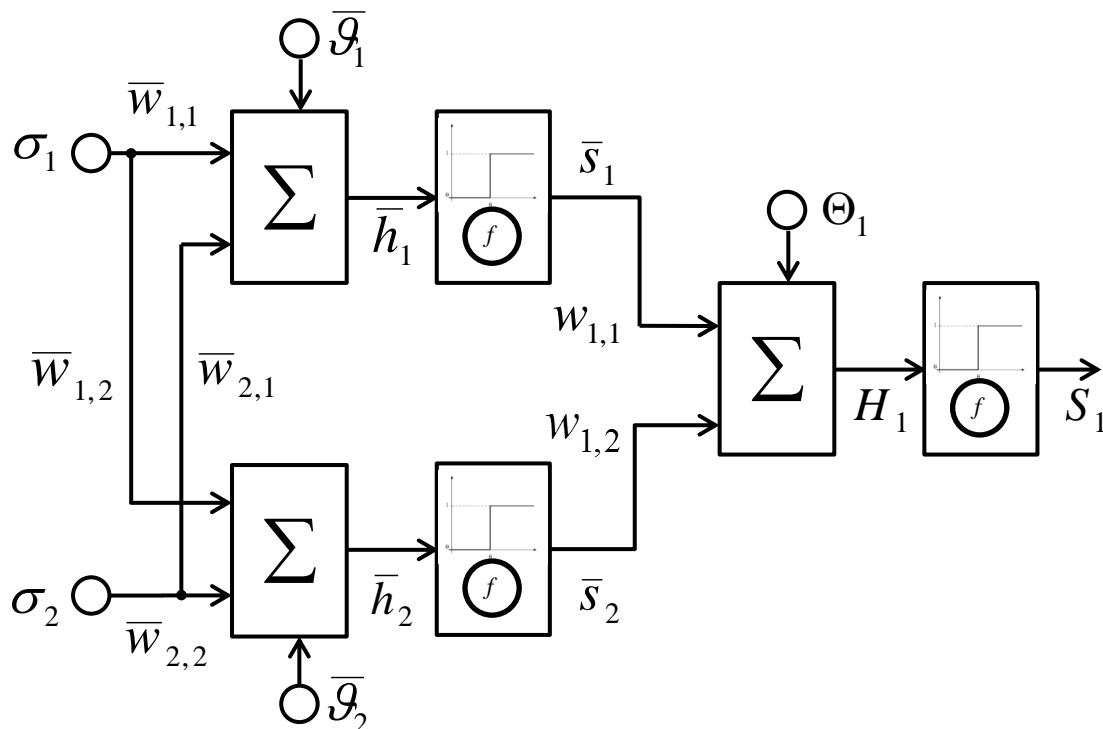 ϑ̅₁
w̅₁,₁
σ₁
Σ
h̅₁
f
s̅₁
Θ₁
w₁,₁
w̅₁,₂
w̅₂,₁
Σ
H₁
f
S₁
w₁,₂
Σ
h̅₂
f
s̅₂
σ₂
w̅₂,₂
ϑ̅₂